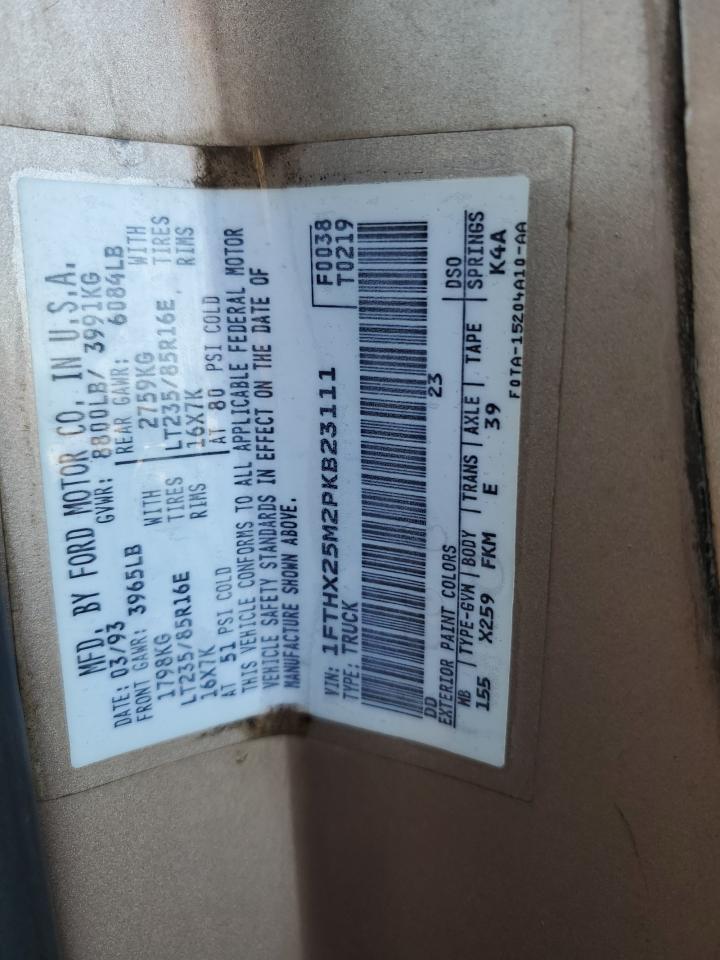 MFD. BY FORD MOTOR CO. IN U.S.A.
DATE: 03/93 GVWR: 8800LB/ 3991KG
FRONT GAWR: 3965LB REAR GAWR: 6084LB
1798KG WITH 2759KG WITH
LT235/85R16E TIRES LT235/85R16E TIRES
16X7K RIMS 16X7K RIMS
AT 51 PSI COLD AT 80 PSI COLD
THIS VEHICLE CONFORMS TO ALL APPLICABLE FEDERAL MOTOR
VEHICLE SAFETY STANDARDS IN EFFECT ON THE DATE OF
MANUFACTURE SHOWN ABOVE.
VIN: 1FTHX25M2PKB23111 F0038
TYPE: TRUCK T0219
DD 23
EXTERIOR PAINT COLORS DSO
WB TYPE-GVW BODY TRANS AXLE TAPE SPRINGS
155 X259 FKM E 39 K4A
F0TA-15204A10-AA